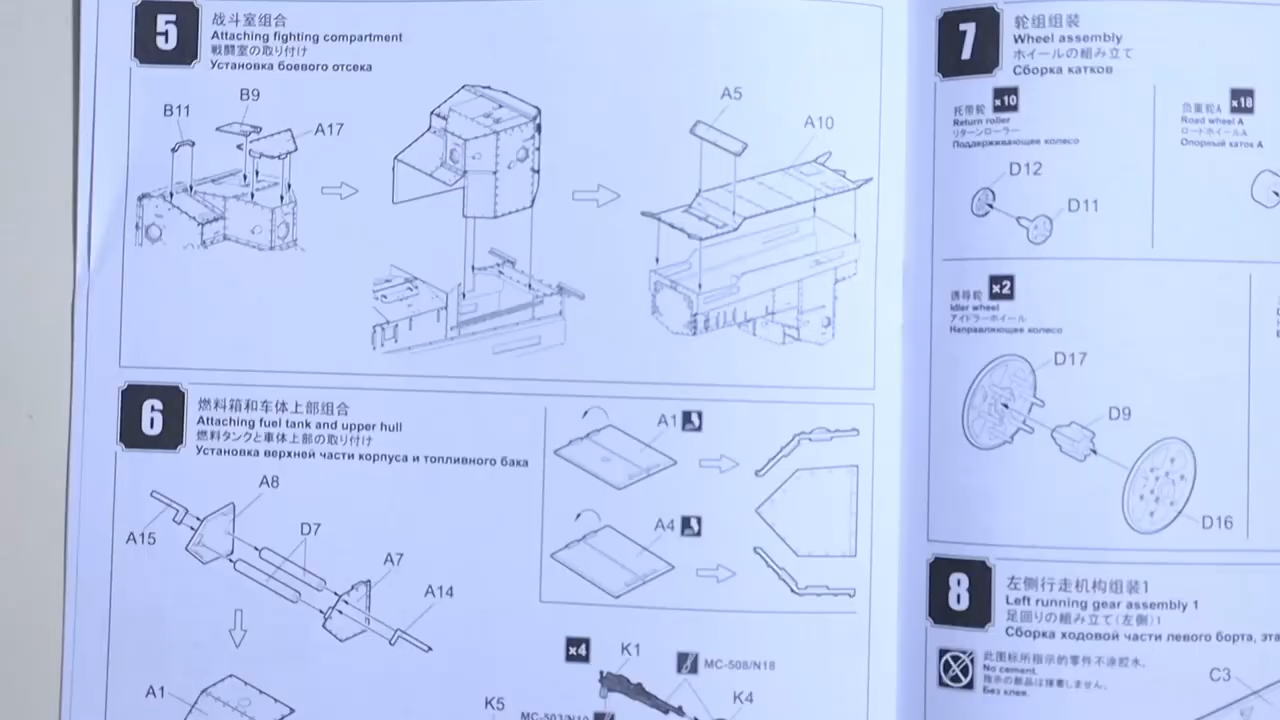 5
战斗室组合
Attaching fighting compartment
戦闘室の取り付け
Установка боевого отсека
B11
B9
A17
A5
A10
6
燃料箱和车体上部组合
Attaching fuel tank and upper hull
燃料タンクと車体上部の取り付け
Установка верхней части корпуса и топливного бака
A8
A15
D7
A7
A14
A1
A1
A4
x4
K1
MC-508/N18
K5
K4
7
轮组组装
Wheel assembly
ホイールの組み立て
Сборка катков
托带轮 x10
Return roller
リターンローラー
Поддерживающее колесо
D12
D11
负重轮A x18
Road wheel A
ロードホイールA
Опорный каток A
诱导轮 x2
Idler wheel
アイドラーホイール
Направляющее колесо
D17
D9
D16
8
左侧行走机构组装1
Left running gear assembly 1
足回りの組み立て(左側)1
Сборка ходовой части левого борта, эта
此图标所指示的零件不涂胶水.
No cement.
指示の部品は接着しません.
Без клея.
C3